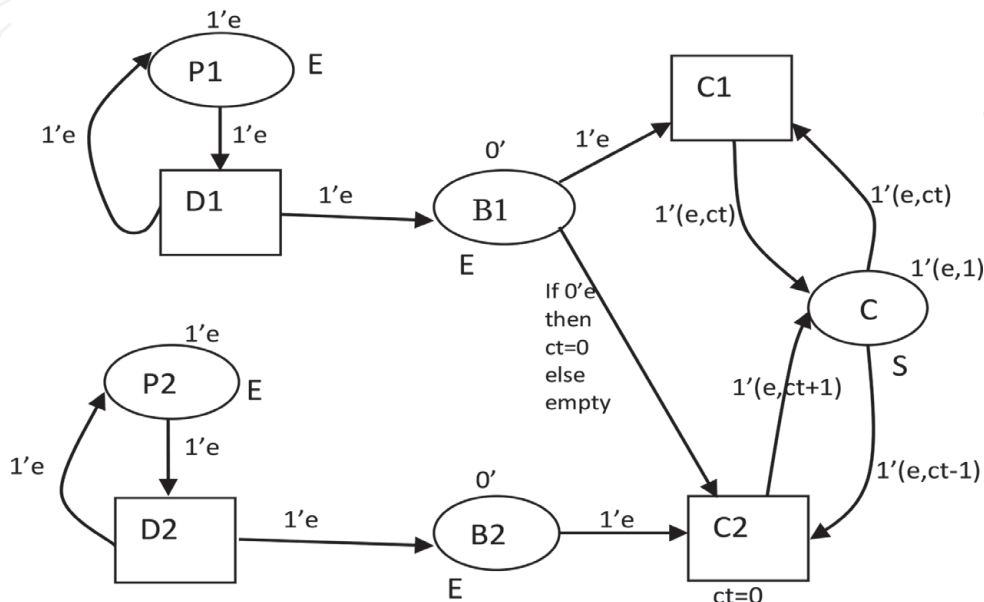 1'e
P1
E
1'e
1'e
D1
1'e
0'
B1
E
1'e
C1
1'(e,ct)
1'(e,ct)
1'(e,1)
C
S
If 0'e
then
ct=0
else
empty
1'e
P2
E
1'e
1'e
D2
1'e
0'
B2
E
1'e
1'(e,ct+1)
1'(e,ct-1)
C2
ct=0